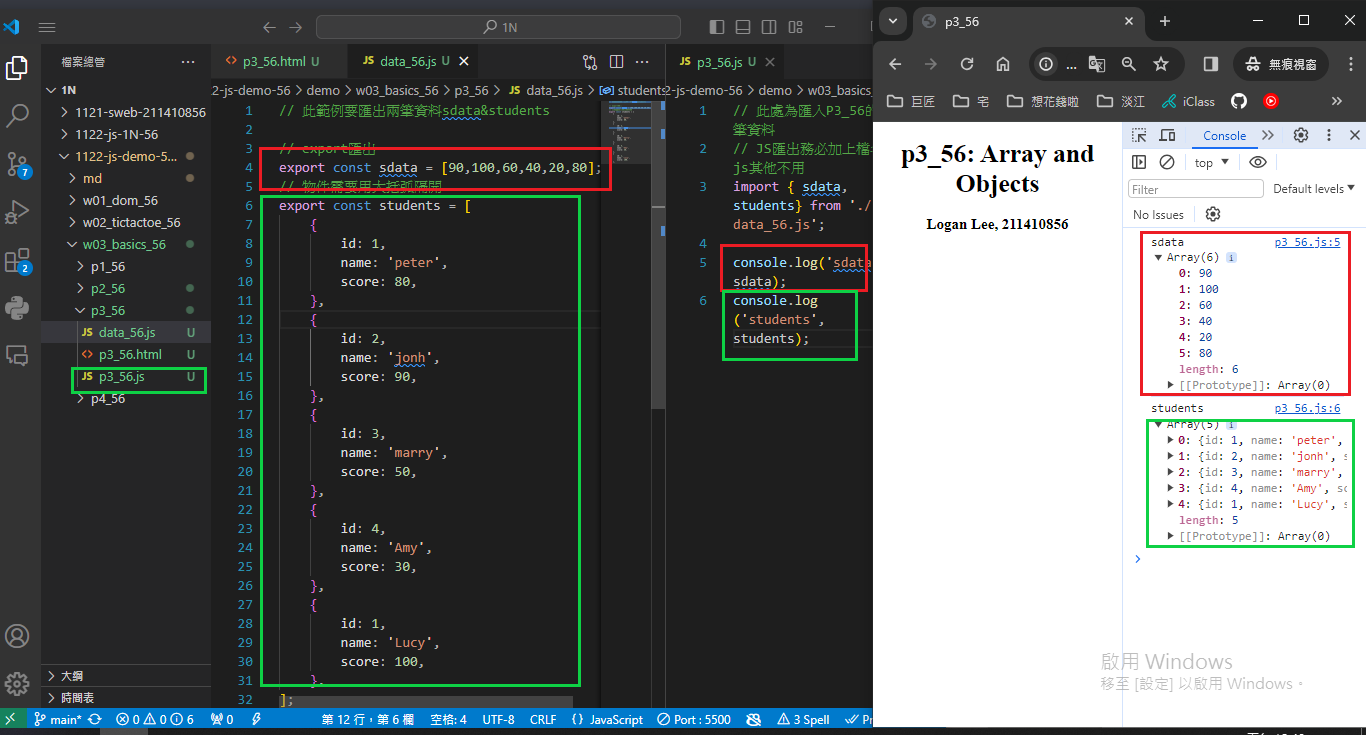 1N
p3_56
檔案總管
p3_56.html U
data_56.js U
p3_56.js U
無痕視窗
1N
1121-sweb-211410856
1122-js-1N-56
1122-js-demo-5...
md
w01_dom_56
w02_tictactoe_56
w03_basics_56
p1_56
p2_56
p3_56
data_56.js U
p3_56.html U
p3_56.js U
p4_56
大綱
時間表
7
2
2-js-demo-56 > demo > w03_basics_56 > p3_56 > JS data_56.js > students
1 // 此範例要匯出兩筆資料sdata&students
2
3 // export匯出
4 export const sdata = [90,100,60,40,20,80];
5 // 物件需要用大括弧隔開
6 export const students = [
7 {
8 id: 1,
9 name: 'peter',
10 score: 80,
11 },
12 {
13 id: 2,
14 name: 'jonh',
15 score: 90,
16 },
17 {
18 id: 3,
19 name: 'marry',
20 score: 50,
21 },
22 {
23 id: 4,
24 name: 'Amy',
25 score: 30,
26 },
27 {
28 id: 1,
29 name: 'Lucy',
30 score: 100,
31 },
32 ];
2-js-demo-56 > demo > w03
1 // 此處為匯入P3_56的
筆資料
2 // JS匯出務必加上檔名
js其他不用
3 import { sdata,
students} from './
data_56.js';
4
5 console.log('sdata
sdata);
6 console.log
('students',
students);
巨匠
宅
想花錢啦
淡江
iClass
p3_56: Array and
Objects
Logan Lee, 211410856
Console
top
Filter
Default levels
No Issues
sdata p3_56.js:5
Array(6)
0: 90
1: 100
2: 60
3: 40
4: 20
5: 80
length: 6
[[Prototype]]: Array(0)
students p3_56.js:6
Array(5)
0: {id: 1, name: 'peter',
1: {id: 2, name: 'jonh', s
2: {id: 3, name: 'marry',
3: {id: 4, name: 'Amy', sc
4: {id: 1, name: 'Lucy', s
length: 5
[[Prototype]]: Array(0)
啟用 Windows
移至 [設定] 以啟用 Windows。
main* 0 0 6 0 第 12 行，第 6 欄 空格: 4 UTF-8 CRLF {} JavaScript Port : 5500 3 Spell Pr